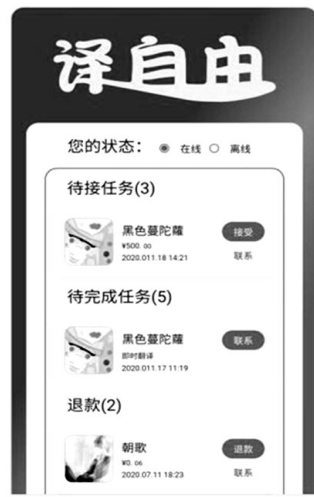 译自由
您的状态： 在线 离线
待接任务(3)
黑色蔓陀蘿 接受
¥500. 00
2020.011.18 14:21 联系
待完成任务(5)
黑色蔓陀蘿 联系
即时翻译
2020.011.17 11:19
退款(2)
朝歌 退款
¥0. 06
2020.07.11 18:23 联系